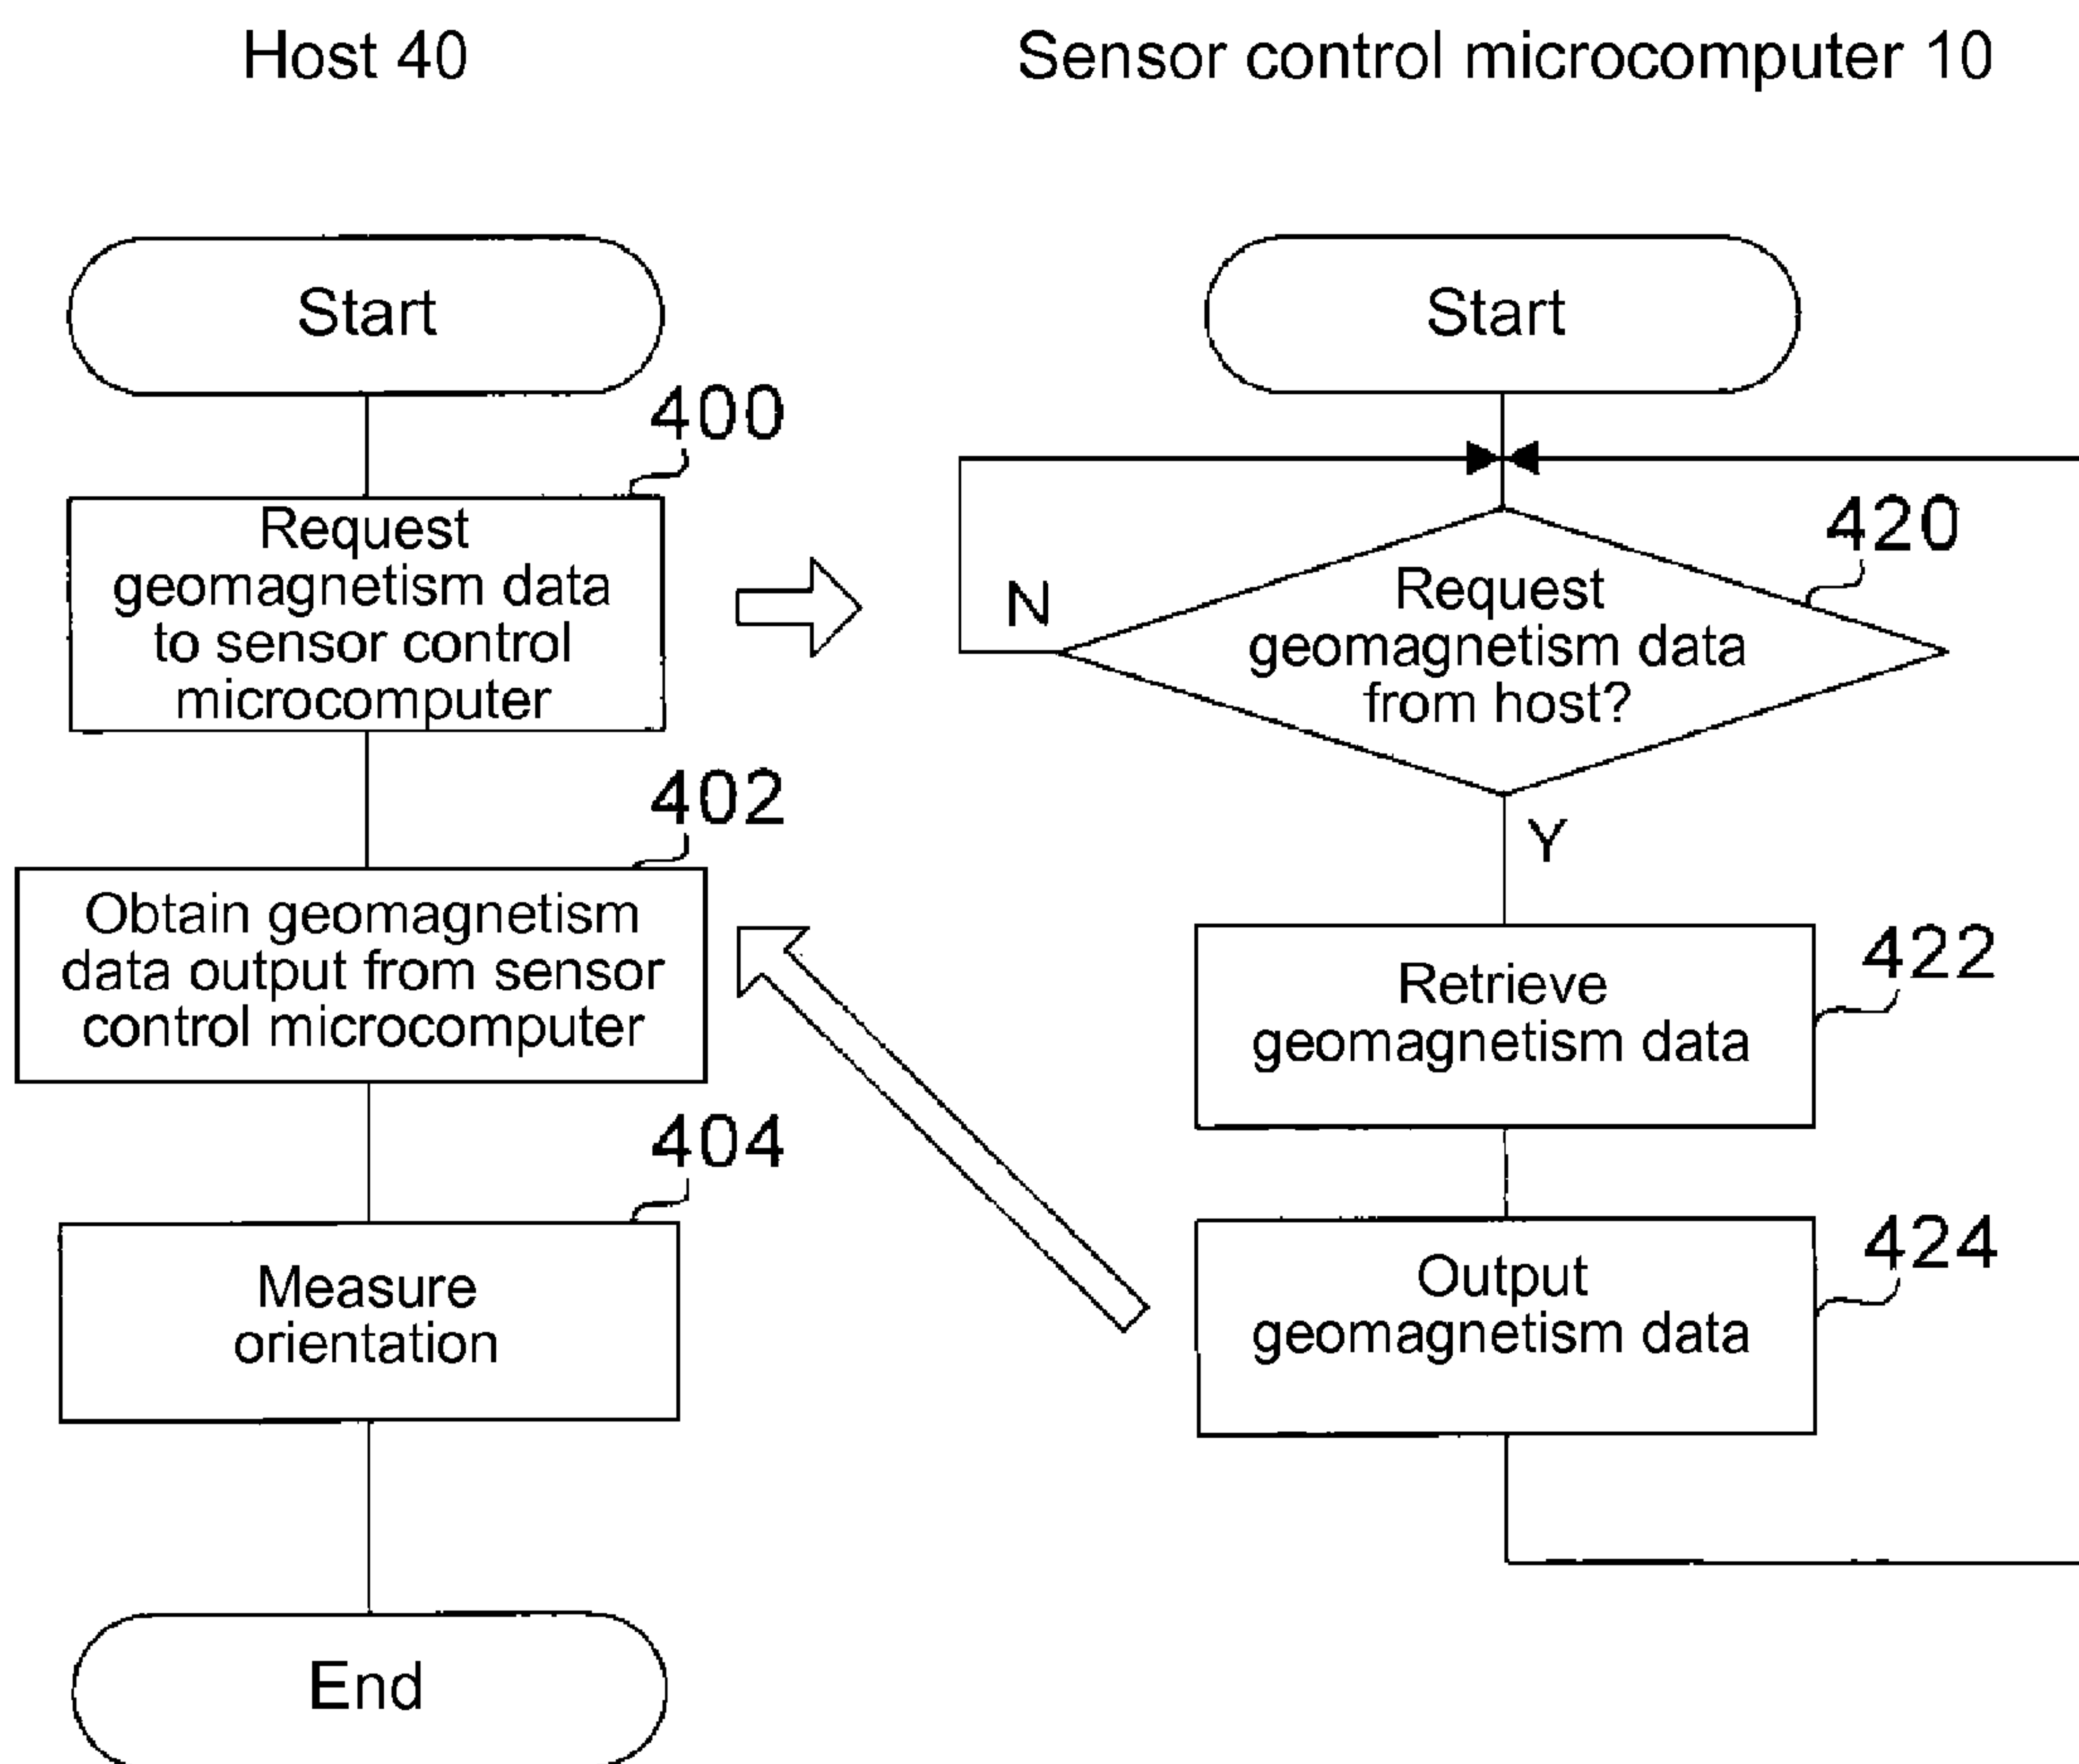 Host 40
Sensor control microcomputer 10
Start
400
Request
geomagnetism data
to sensor control
microcomputer
402
Obtain geomagnetism
data output from sensor
control microcomputer
404
Measure
orientation
End
Start
420
Request
geomagnetism data
from host?
N
Y
422
Retrieve
geomagnetism data
424
Output
geomagnetism data